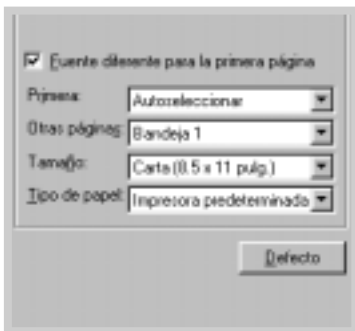 Fuente diferente para la primera página
Primera: Autoseleccionar
Otras páginas: Bandeja 1
Tamaño: Carta (8.5 x 11 pulg.)
Tipo de papel: Impresora predeterminada
Defecto